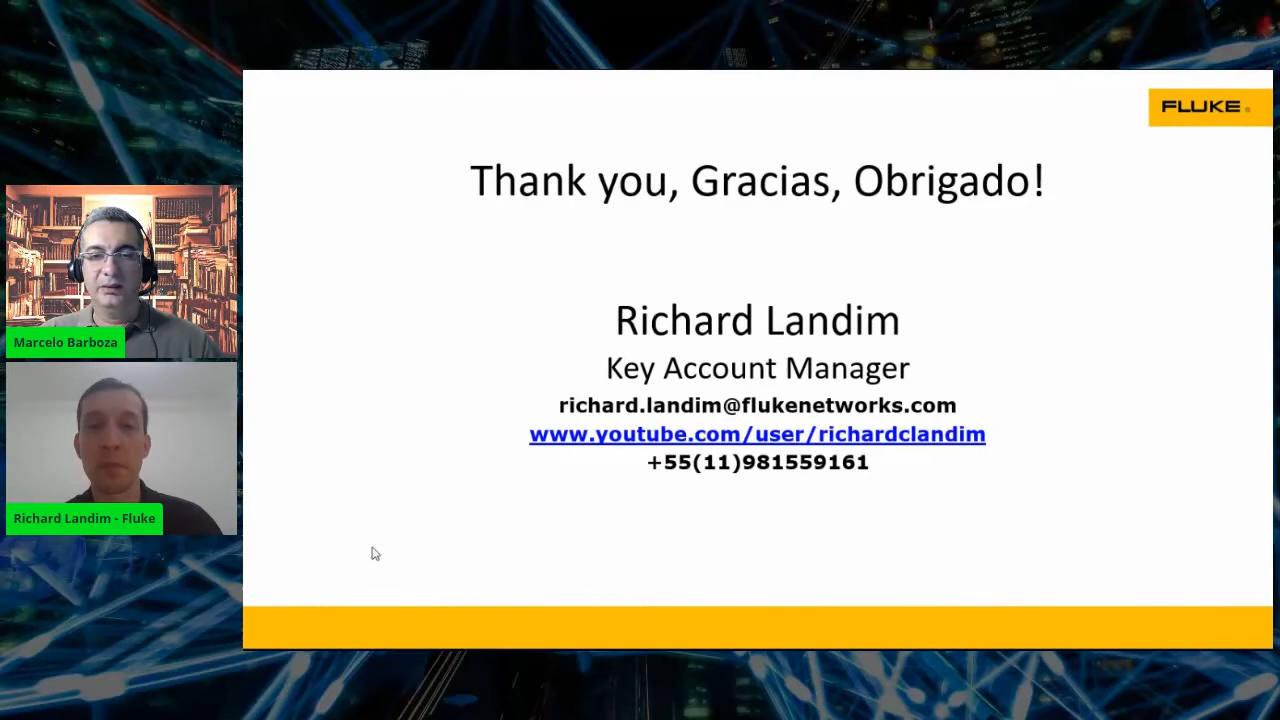 FLUKE®
Thank you, Gracias, Obrigado!
Richard Landim
Key Account Manager
richard.landim@flukenetworks.com
www.youtube.com/user/richardclandim
+55(11)981559161
Marcelo Barboza
Richard Landim - Fluke